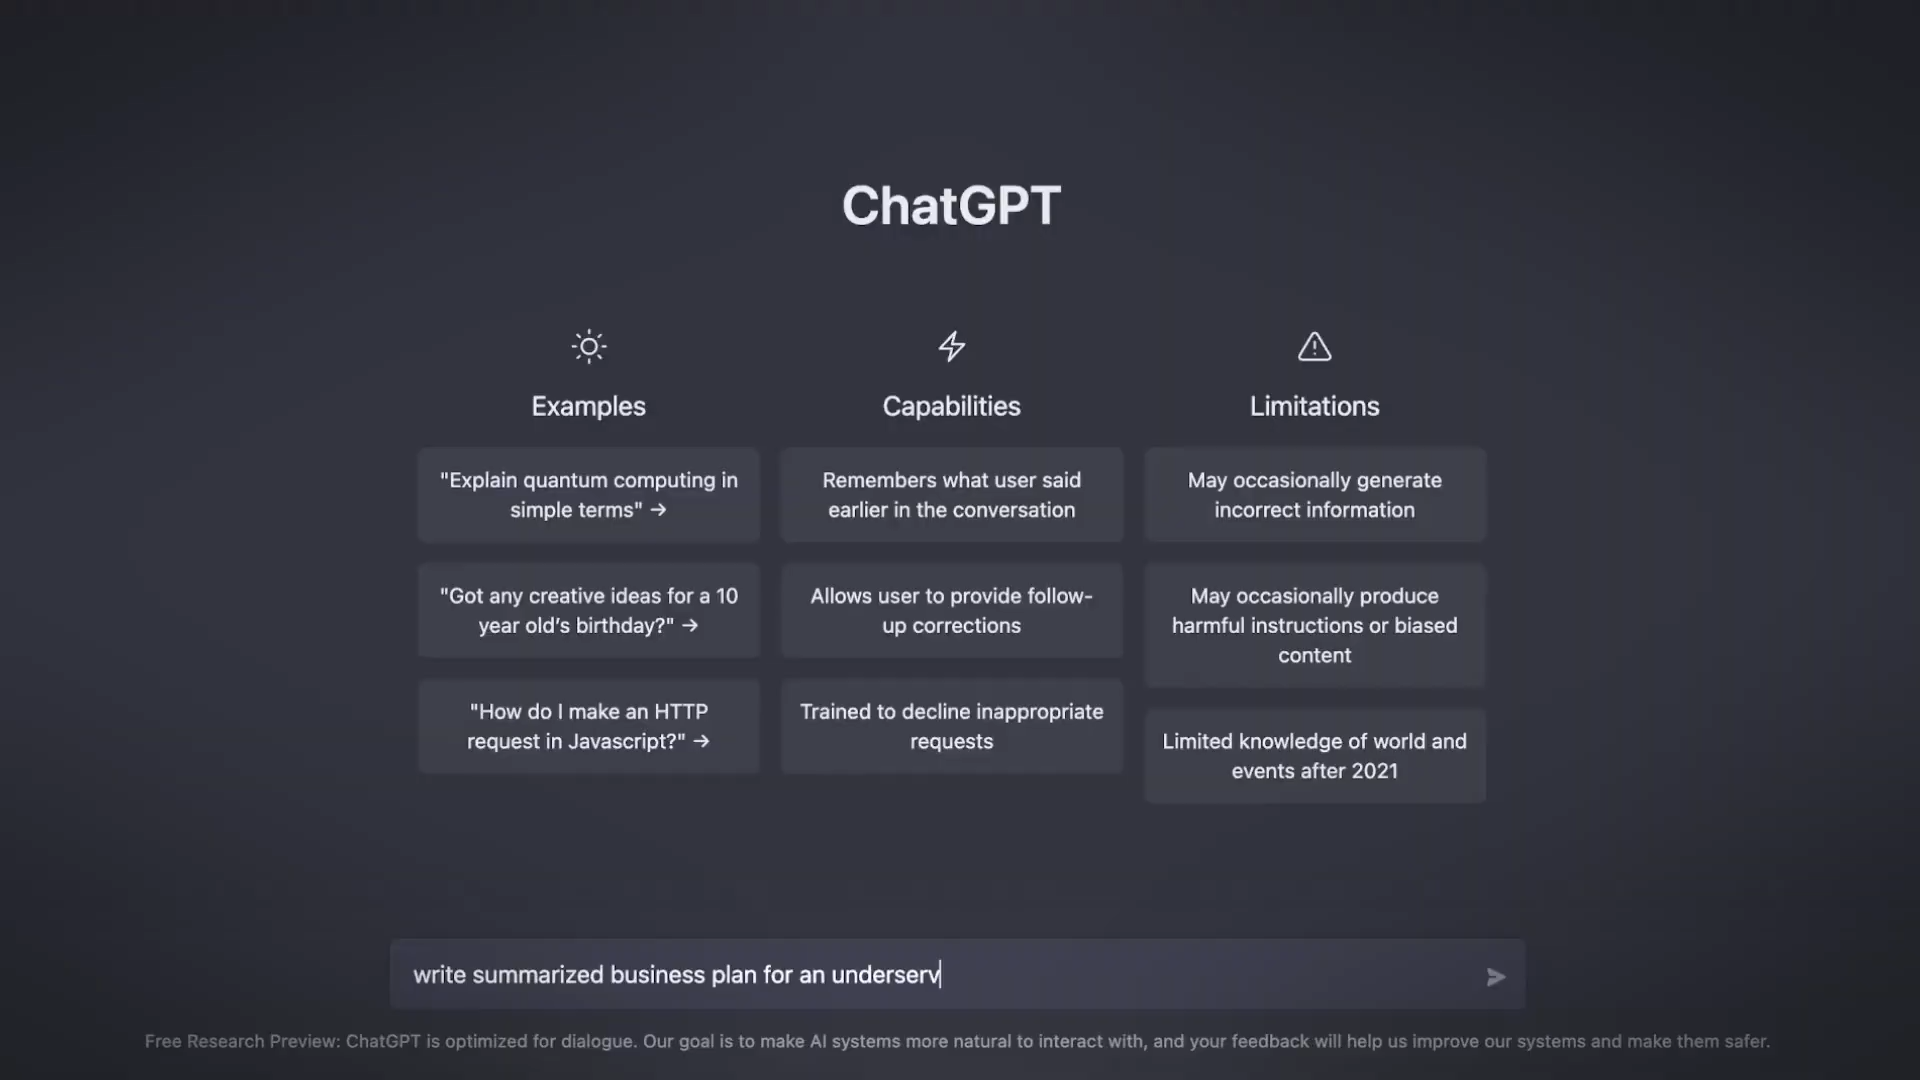 ChatGPT
Examples
"Explain quantum computing in
simple terms" →
"Got any creative ideas for a 10
year old’s birthday?" →
"How do I make an HTTP
request in Javascript?" →
Capabilities
Remembers what user said
earlier in the conversation
Allows user to provide follow-
up corrections
Trained to decline inappropriate
requests
Limitations
May occasionally generate
incorrect information
May occasionally produce
harmful instructions or biased
content
Limited knowledge of world and
events after 2021
write summarized business plan for an underserv
Free Research Preview: ChatGPT is optimized for dialogue. Our goal is to make AI systems more natural to interact with, and your feedback will help us improve our systems and make them safer.